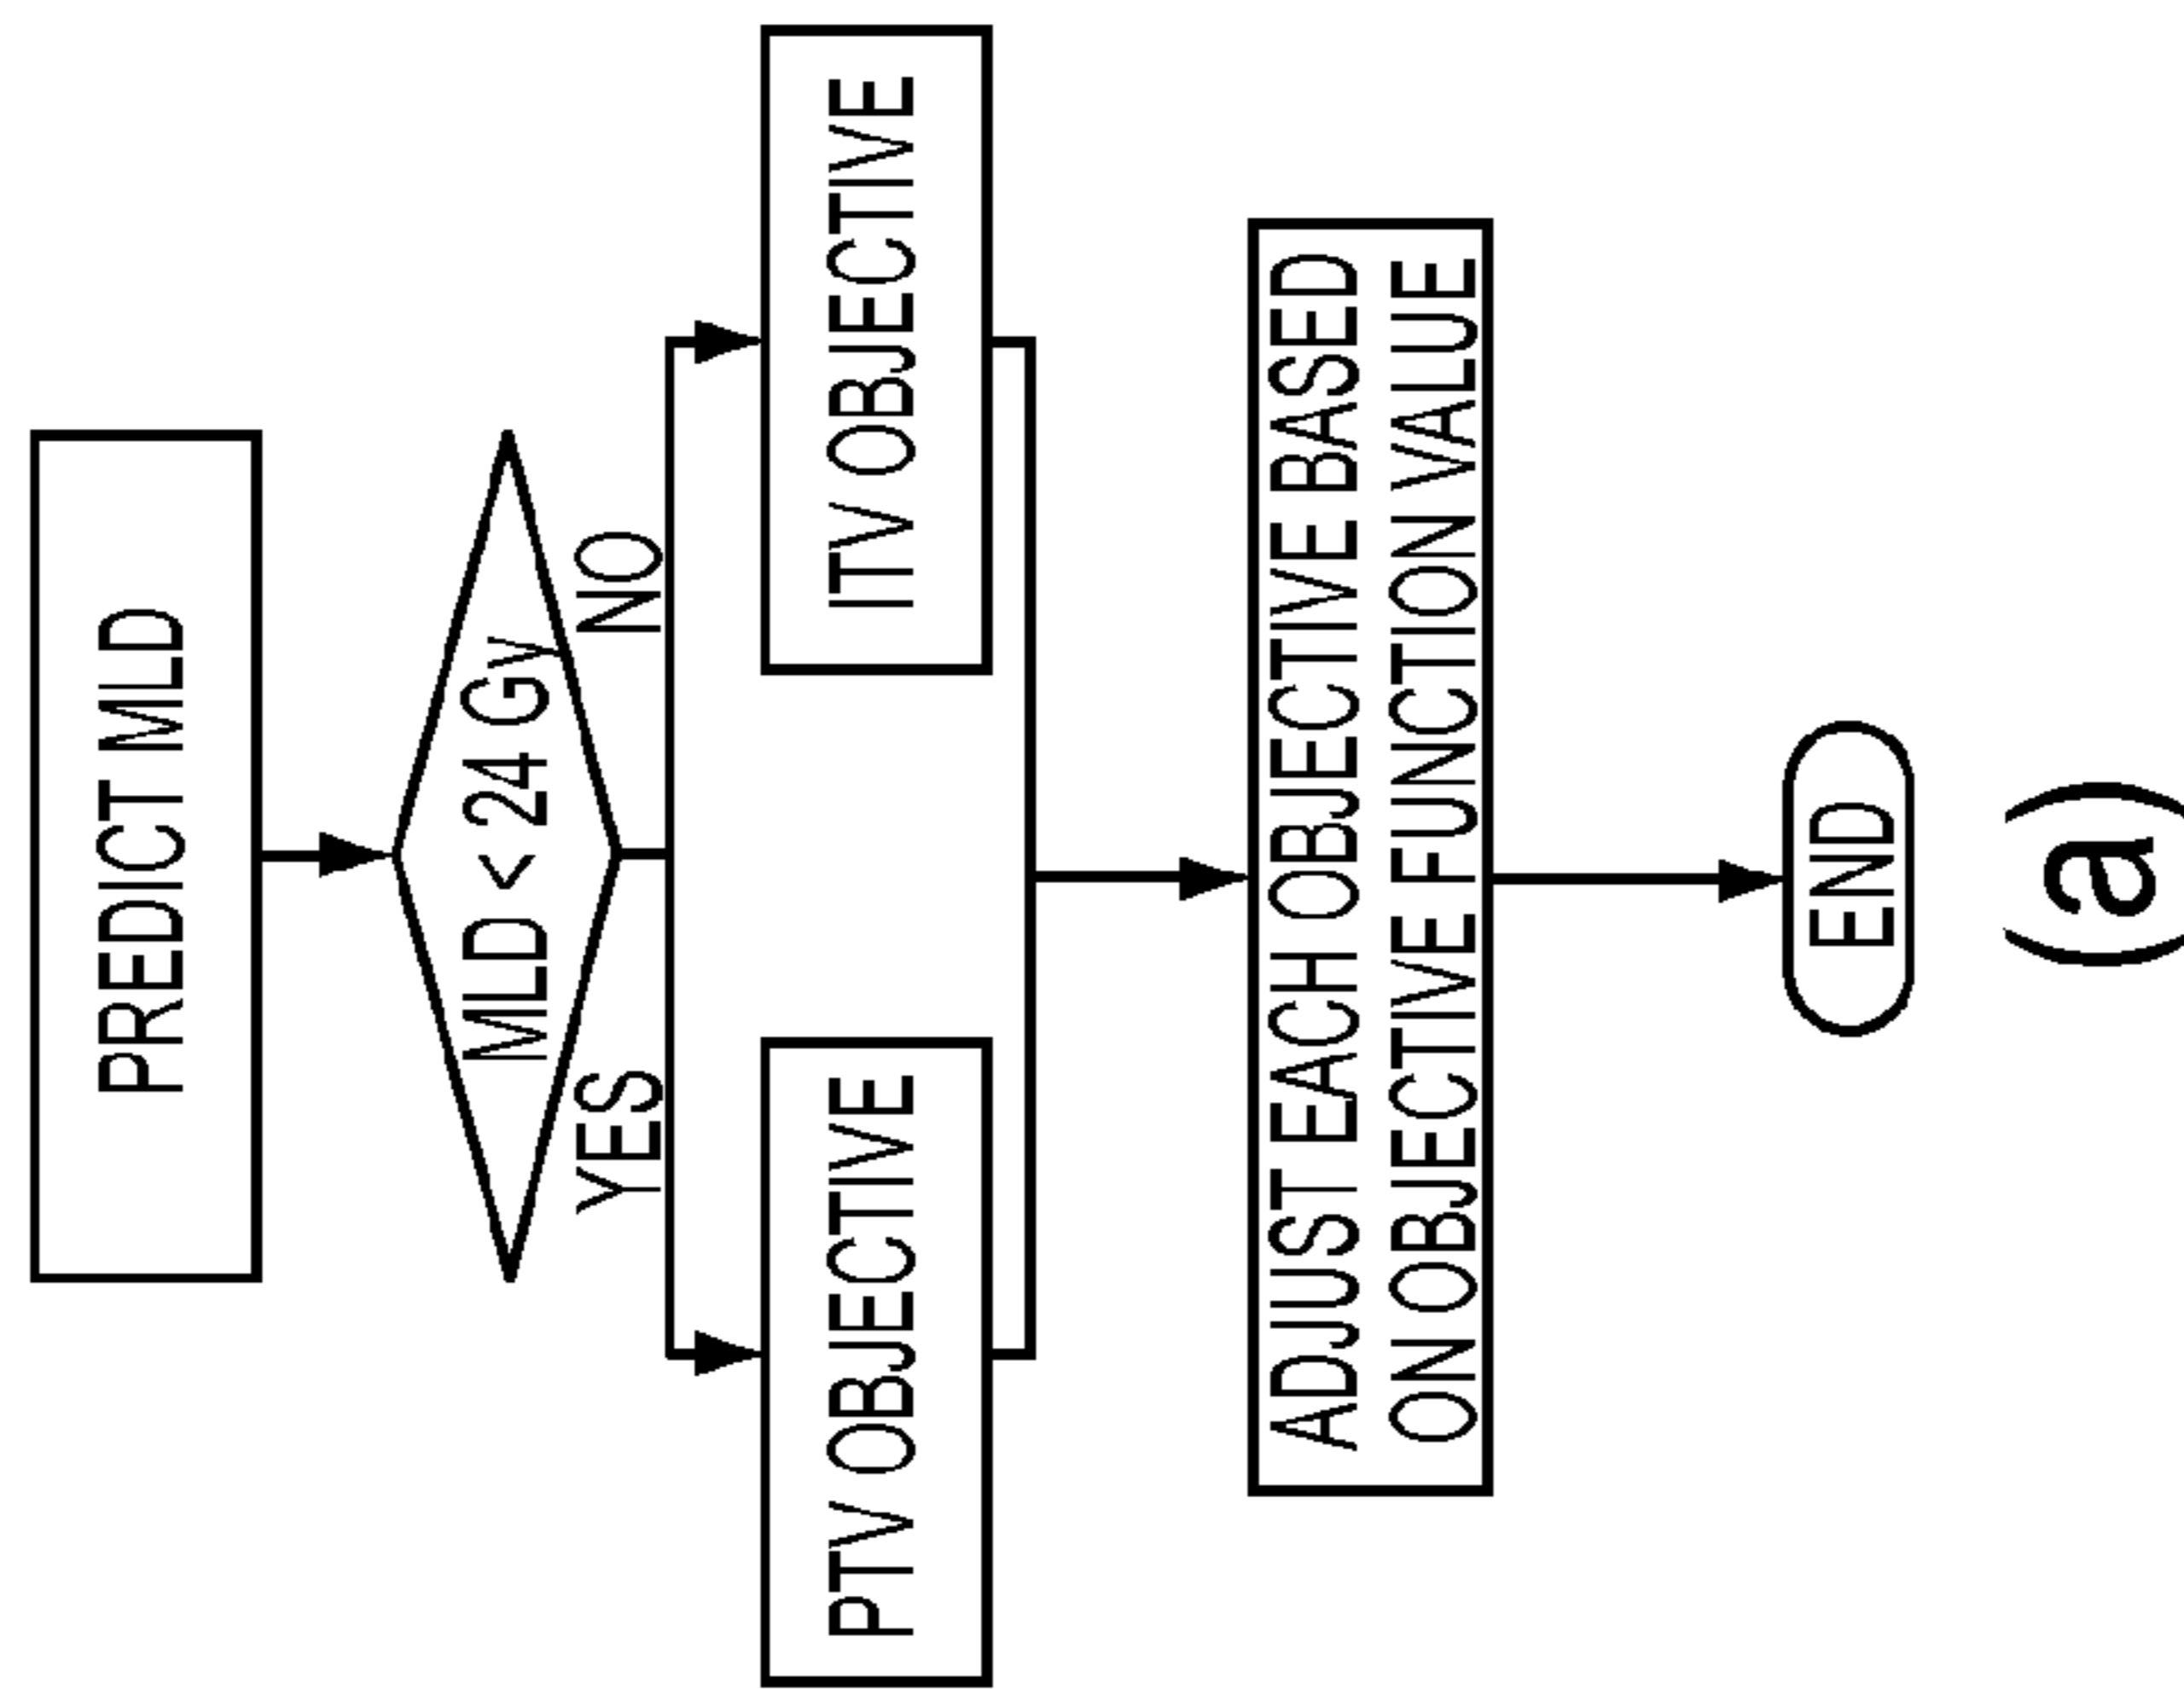 PREDICT MLD
MLD < 24 Gy
YES
NO
PTV OBJECTIVE
ITV OBJECTIVE
ADJUST EACH OBJECTIVE BASED
ON OBJECTIVE FUNCTION VALUE
END
(a)